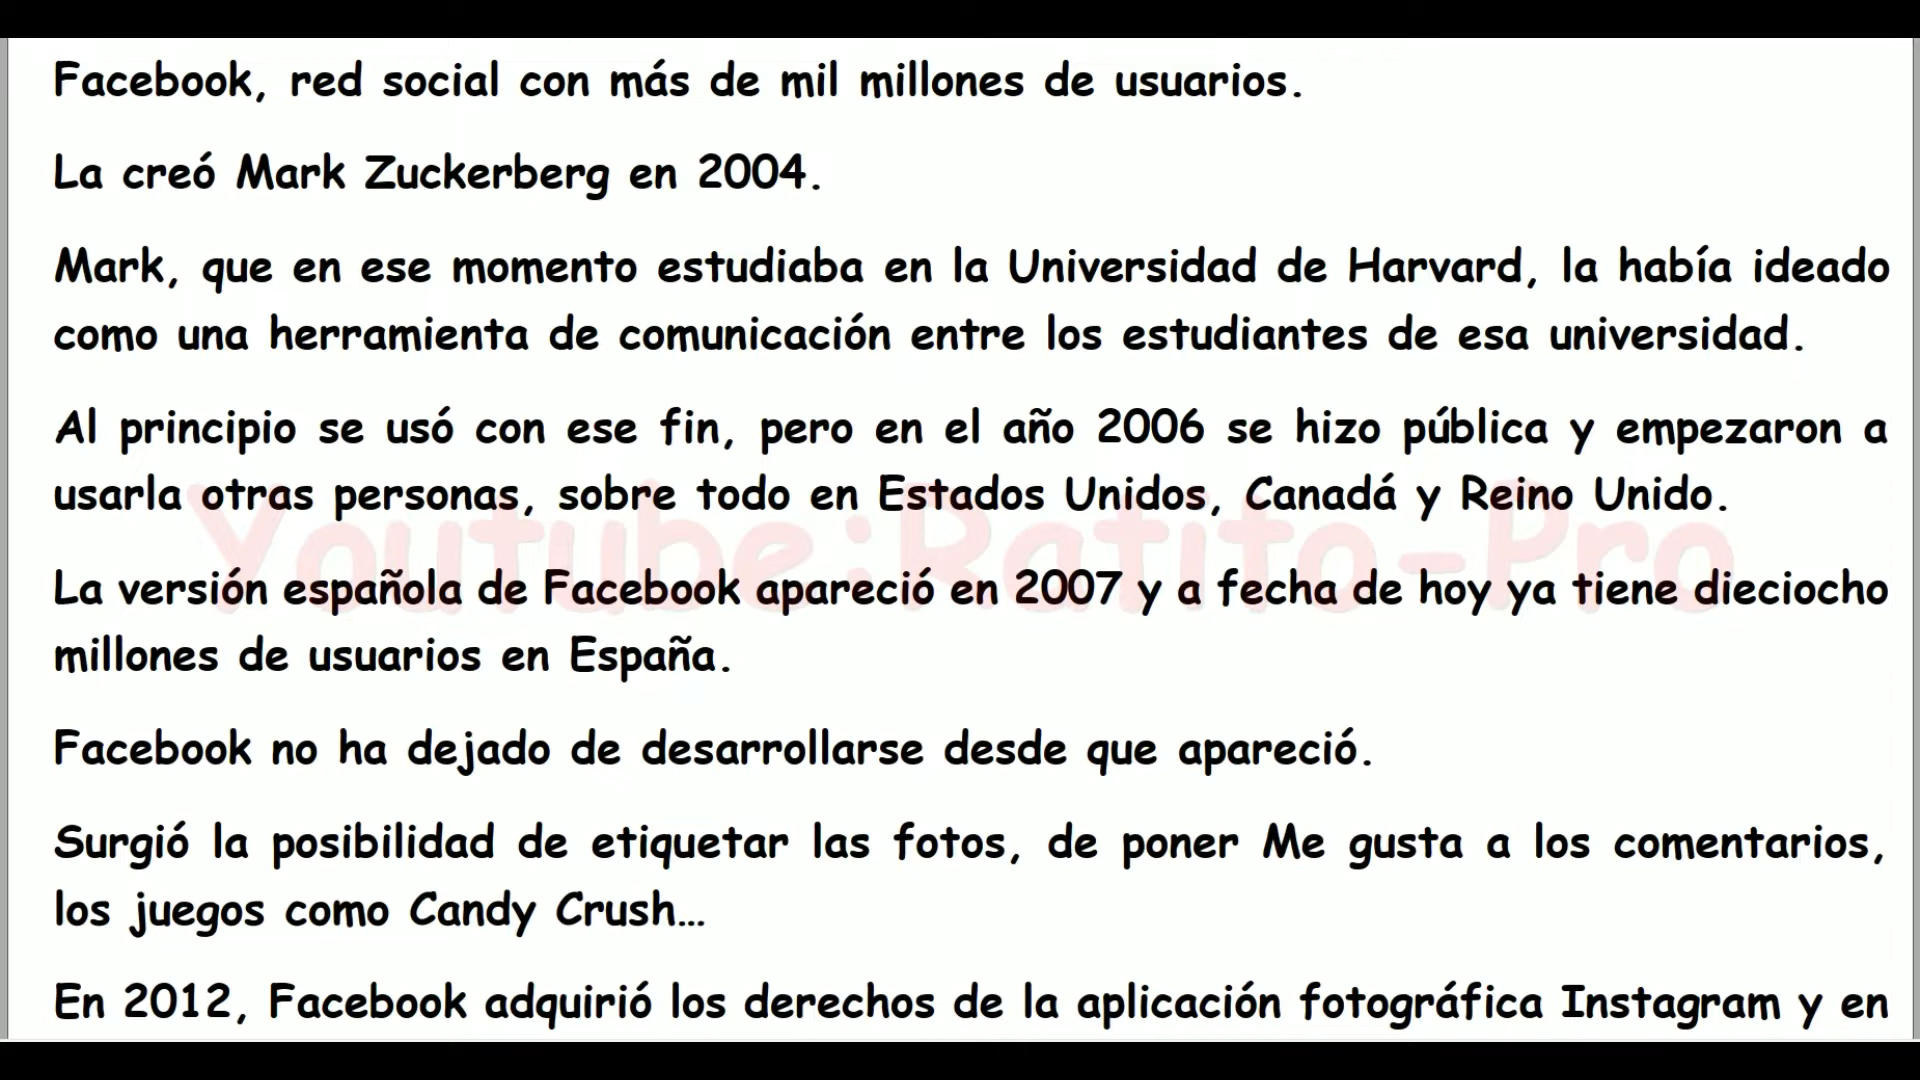 Facebook, red social con más de mil millones de usuarios.
La creó Mark Zuckerberg en 2004.
Mark, que en ese momento estudiaba en la Universidad de Harvard, la había ideado
como una herramienta de comunicación entre los estudiantes de esa universidad.
Al principio se usó con ese fin, pero en el año 2006 se hizo pública y empezaron a
usarla otras personas, sobre todo en Estados Unidos, Canadá y Reino Unido.
Youtube:Ratito-Pro
La versión española de Facebook apareció en 2007 y a fecha de hoy ya tiene dieciocho
millones de usuarios en España.
Facebook no ha dejado de desarrollarse desde que apareció.
Surgió la posibilidad de etiquetar las fotos, de poner Me gusta a los comentarios,
los juegos como Candy Crush…
En 2012, Facebook adquirió los derechos de la aplicación fotográfica Instagram y en